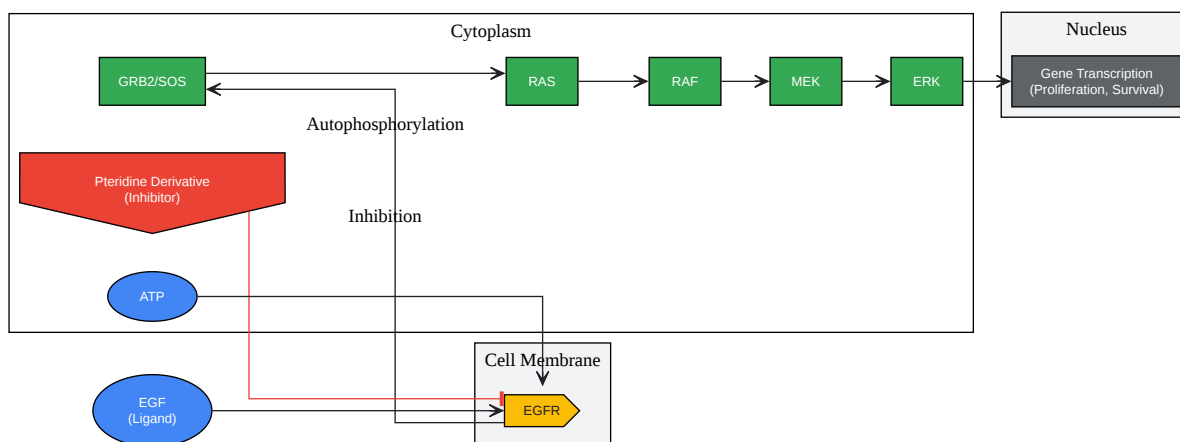 Cytoplasm
Nucleus
GRB2/SOS
RAS
RAF
MEK
ERK
Gene Transcription
(Proliferation, Survival)
Autophosphorylation
Pteridine Derivative
(Inhibitor)
Inhibition
ATP
Cell Membrane
EGF
(Ligand)
EGFR